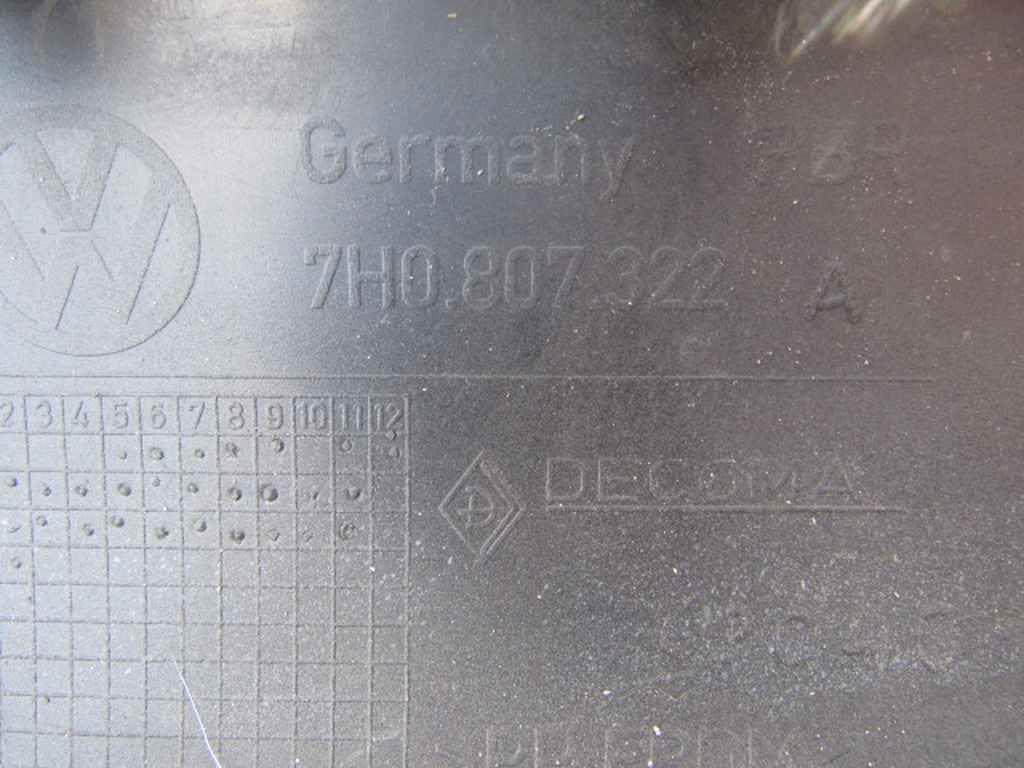 Germany
7H0.807.322 A
2 3 4 5 6 7 8 9 10 11 12
DECOMA